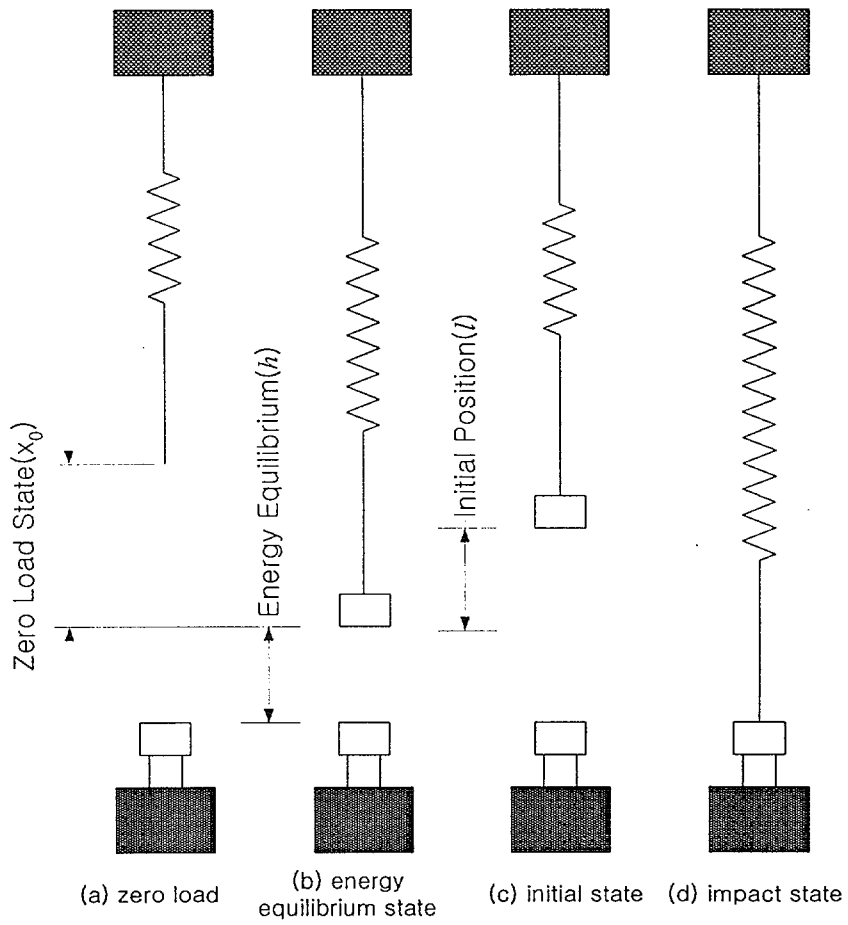 Zero Load State(x₀)
Energy Equilibrium(h)
Initial Position(l)
(a) zero load
(b) energy
equilibrium state
(c) initial state
(d) impact state